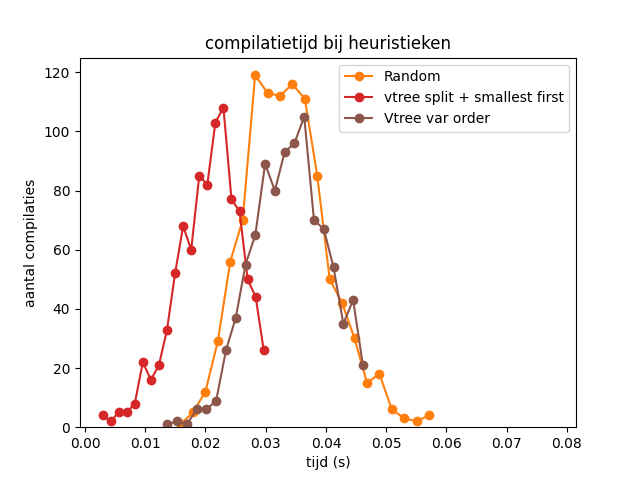 compilatietijd bij heuristieken
120
100
80
60
40
20
0
aantal compilaties
Random
vtree split + smallest first
Vtree var order
0.00 0.01 0.02 0.03 0.04 0.05 0.06 0.07 0.08
tijd (s)